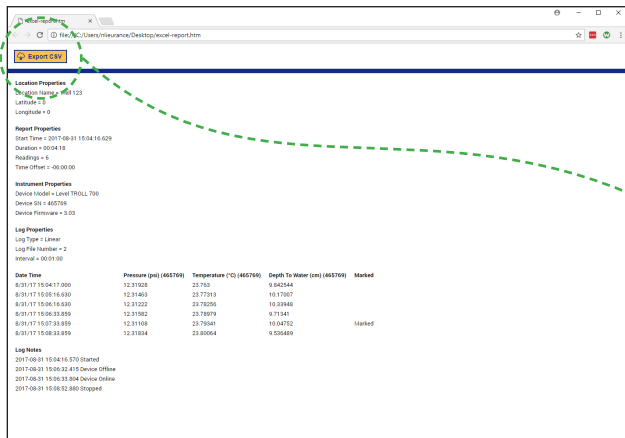 excel-report.htm
file:///C:/Users/nlieurance/Desktop/excel-report.htm
Export CSV
Location Properties
Location Name = Well 123
Latitude = 0
Longitude = 0
Report Properties
Start Time = 2017-08-31 15:04:16.629
Duration = 00:04:18
Readings = 6
Time Offset = -06:00:00
Instrument Properties
Device Model = Level TROLL 700
Device SN = 465769
Device Firmware = 3.03
Log Properties
Log Type = Linear
Log File Number = 2
Interval = 00:01:00
Date Time Pressure (psi) (465769) Temperature (°C) (465769) Depth To Water (cm) (465769) Marked
8/31/17 15:04:17.000 12.31928 23.763 9.642544
8/31/17 15:05:16.630 12.31463 23.77313 10.17007
8/31/17 15:06:16.630 12.31222 23.78256 10.33948
8/31/17 15:06:33.859 12.31582 23.78979 9.71341
8/31/17 15:07:33.859 12.31108 23.79341 10.04752 Marked
8/31/17 15:08:33.859 12.31834 23.80064 9.536489
Log Notes
2017-08-31 15:04:16.570 Started
2017-08-31 15:06:32.415 Device Offline
2017-08-31 15:06:33.804 Device Online
2017-08-31 15:08:52.880 Stopped